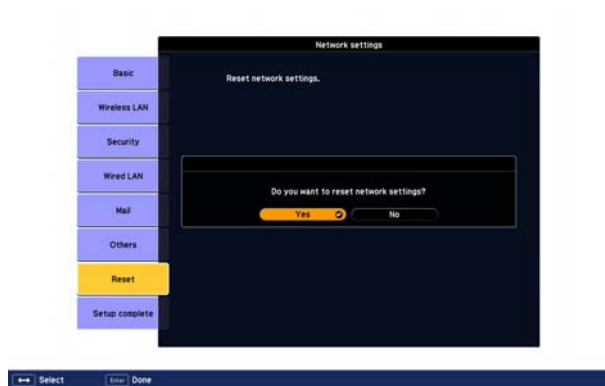 Network settings
Basic
Reset network settings.
Wireless LAN
Security
Wired LAN
Do you want to reset network settings?
Mail
Yes No
Others
Reset
Setup complete
Select Enter Done